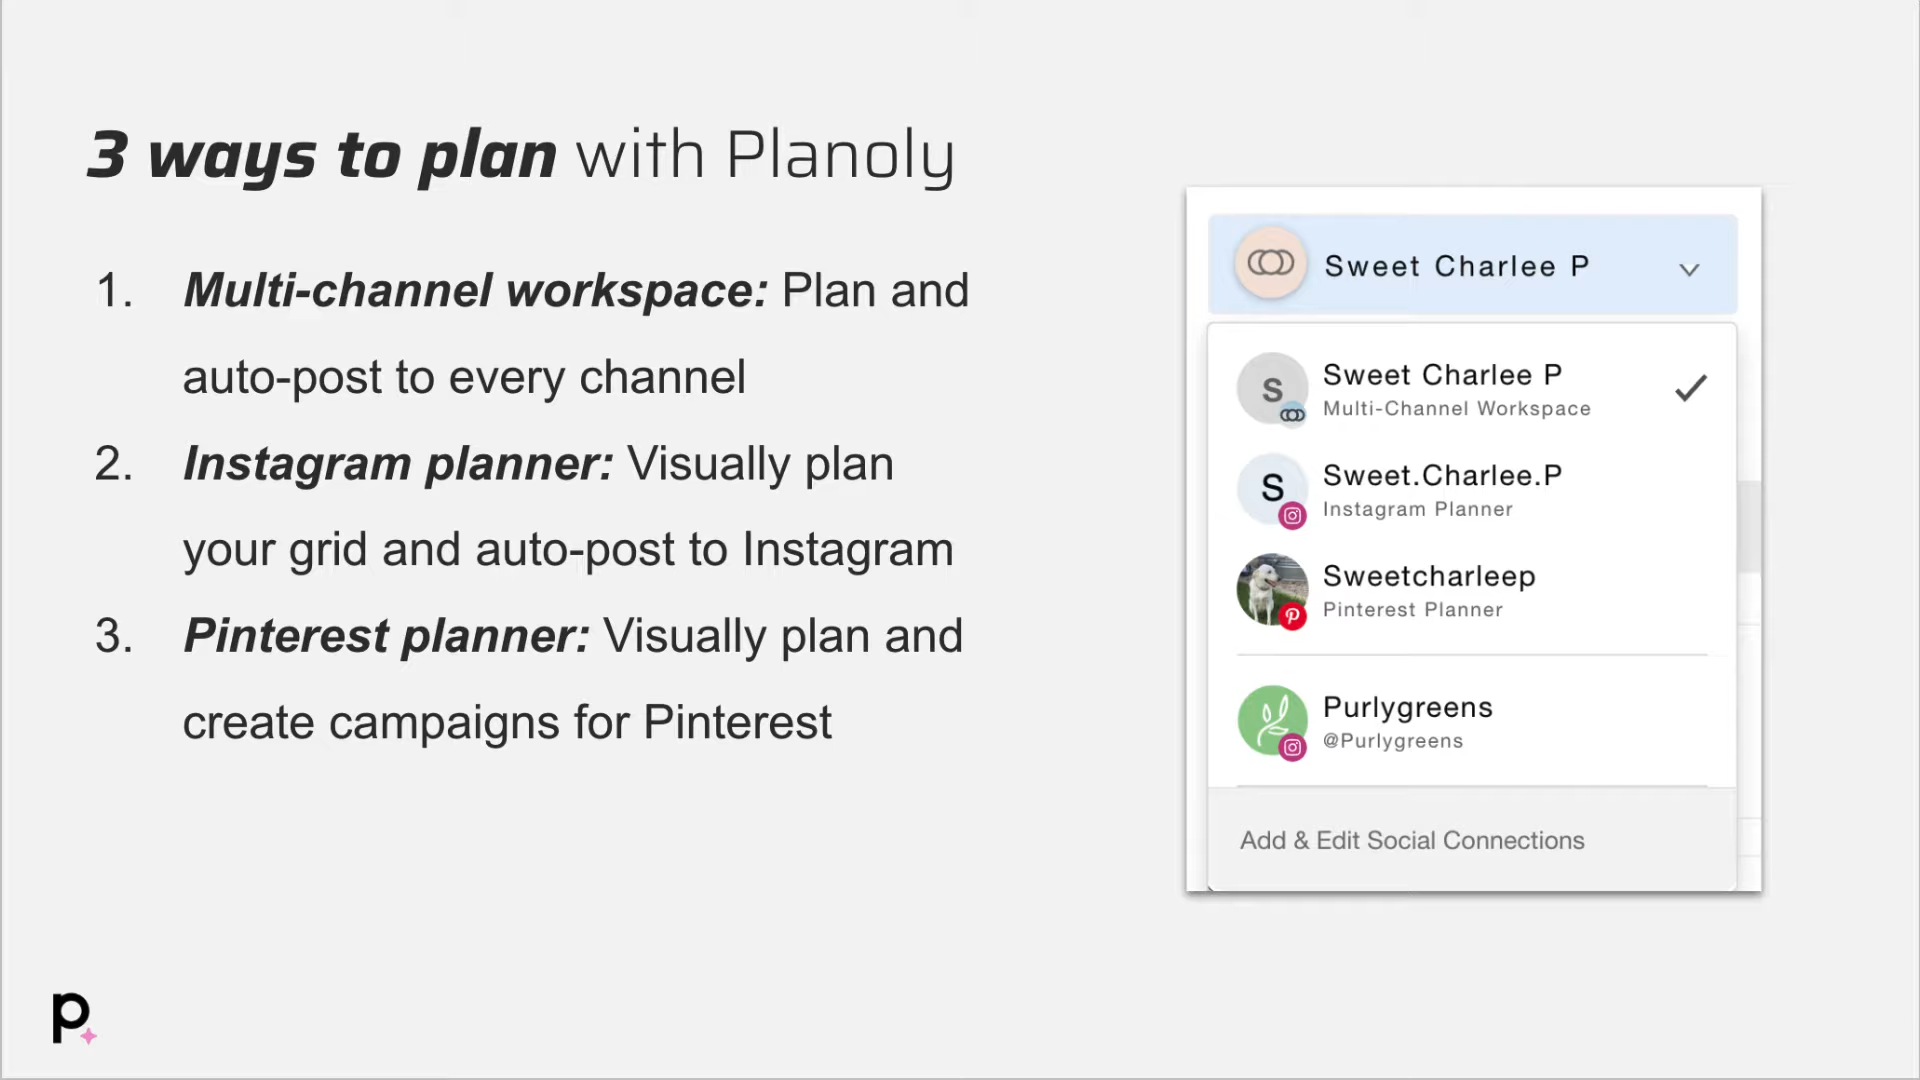 3 ways to plan with Planoly
1. Multi-channel workspace: Plan and
auto-post to every channel
2. Instagram planner: Visually plan
your grid and auto-post to Instagram
3. Pinterest planner: Visually plan and
create campaigns for Pinterest
Sweet Charlee P
S
Sweet Charlee P
Multi-Channel Workspace
S
Sweet.Charlee.P
Instagram Planner
Sweetcharleep
Pinterest Planner
Purlygreens
@Purlygreens
Add & Edit Social Connections
p